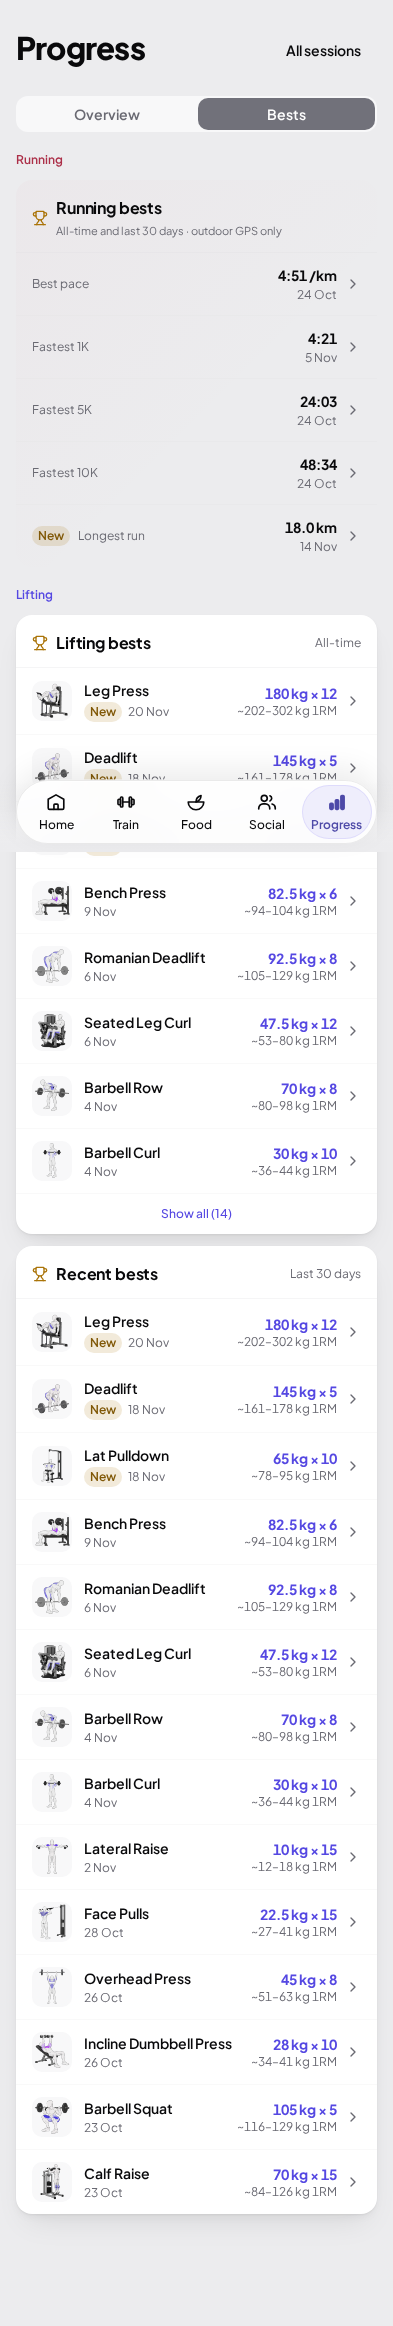 Progress
All sessions
Overview
Bests
Running
Running bests
All-time and last 30 days · outdoor GPS only
Best pace
4:51 /km
24 Oct
Fastest 1K
4:21
5 Nov
Fastest 5K
24:03
24 Oct
Fastest 10K
48:34
24 Oct
New Longest run
18.0 km
14 Nov
Lifting
Lifting bests
All-time
Leg Press
180 kg × 12
New 20 Nov
~202–302 kg 1RM
Deadlift
145 kg × 5
New 18 Nov
~161–178 kg 1RM
Home
Train
Food
Social
Progress
Bench Press
82.5 kg × 6
9 Nov
~94–104 kg 1RM
Romanian Deadlift
92.5 kg × 8
6 Nov
~105–129 kg 1RM
Seated Leg Curl
47.5 kg × 12
6 Nov
~53–80 kg 1RM
Barbell Row
70 kg × 8
4 Nov
~80–98 kg 1RM
Barbell Curl
30 kg × 10
4 Nov
~36–44 kg 1RM
Show all (14)
Recent bests
Last 30 days
Leg Press
180 kg × 12
New 20 Nov
~202–302 kg 1RM
Deadlift
145 kg × 5
New 18 Nov
~161–178 kg 1RM
Lat Pulldown
65 kg × 10
New 18 Nov
~78–95 kg 1RM
Bench Press
82.5 kg × 6
9 Nov
~94–104 kg 1RM
Romanian Deadlift
92.5 kg × 8
6 Nov
~105–129 kg 1RM
Seated Leg Curl
47.5 kg × 12
6 Nov
~53–80 kg 1RM
Barbell Row
70 kg × 8
4 Nov
~80–98 kg 1RM
Barbell Curl
30 kg × 10
4 Nov
~36–44 kg 1RM
Lateral Raise
10 kg × 15
2 Nov
~12–18 kg 1RM
Face Pulls
22.5 kg × 15
28 Oct
~27–41 kg 1RM
Overhead Press
45 kg × 8
26 Oct
~51–63 kg 1RM
Incline Dumbbell Press
28 kg × 10
26 Oct
~34–41 kg 1RM
Barbell Squat
105 kg × 5
23 Oct
~116–129 kg 1RM
Calf Raise
70 kg × 15
23 Oct
~84–126 kg 1RM